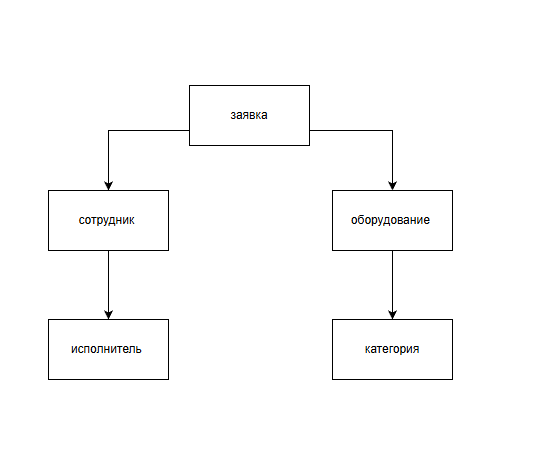 заявка
сотрудник
оборудование
исполнитель
категория